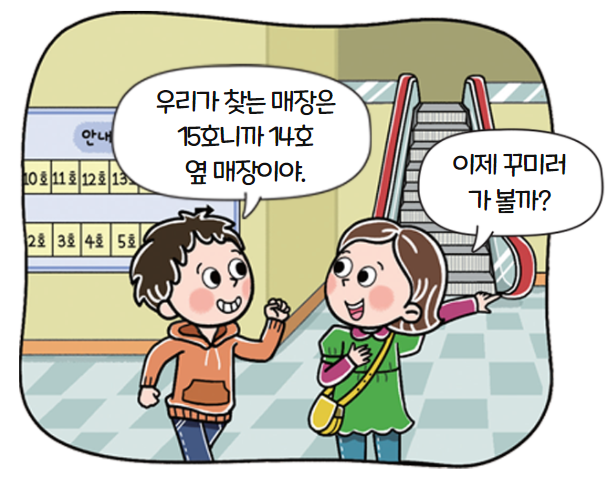 우리가 찾는 매장은
15호니까 14호
옆 매장이야.
이제 꾸미러
가 볼까?
안내
10호 11호 12호 13
2호 3호 4호 5호